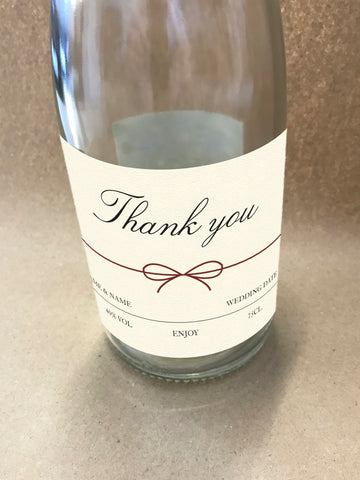 Thank you
& NAME WEDDING DATE
40% VOL ENJOY 75CL